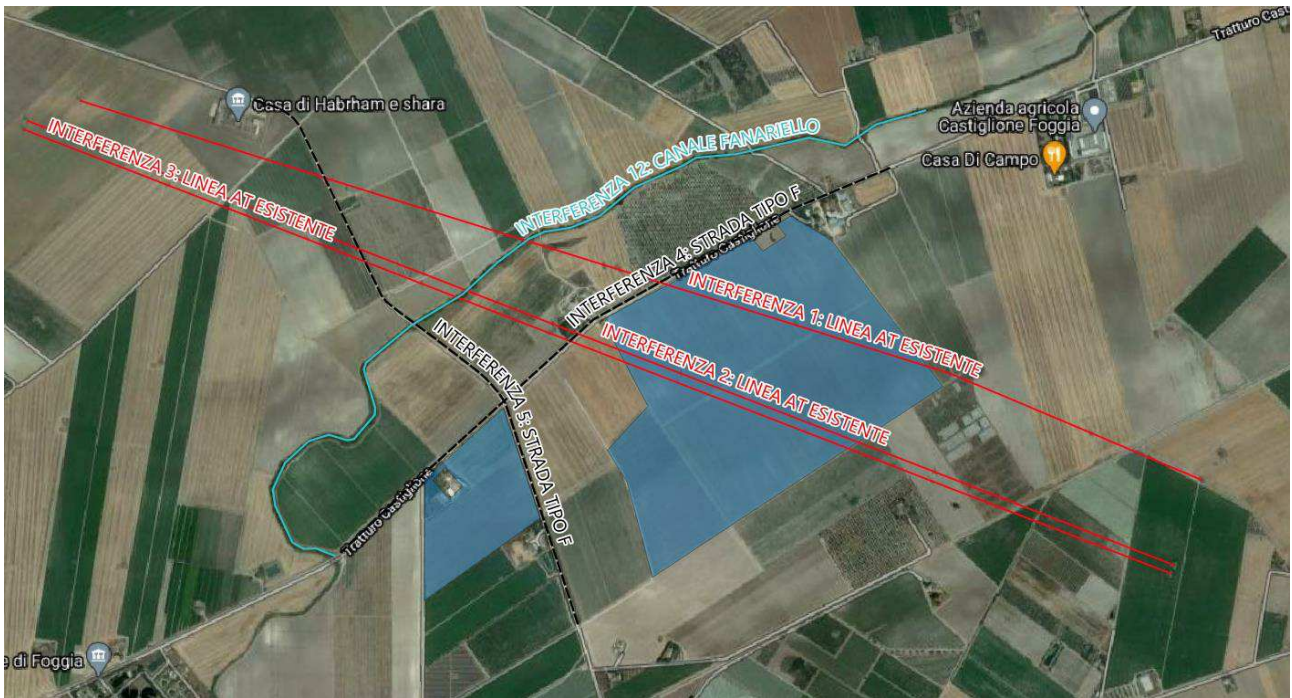 Tratturo Casti
Casa di Habrham e shara
Azienda agricola
Castiglione Foggia
Casa Di Campo
INTERFERENZA 12: CANALE FANARIELLO
INTERFERENZA 3: LINEA AT ESISTENTE
INTERFERENZA 4: STRADA TIPO F
Tratturo Castiglione
INTERFERENZA 1: LINEA AT ESISTENTE
INTERFERENZA 2: LINEA AT ESISTENTE
INTERFERENZA 5: STRADA TIPO F
Tratturo Castiglione
e di Foggia